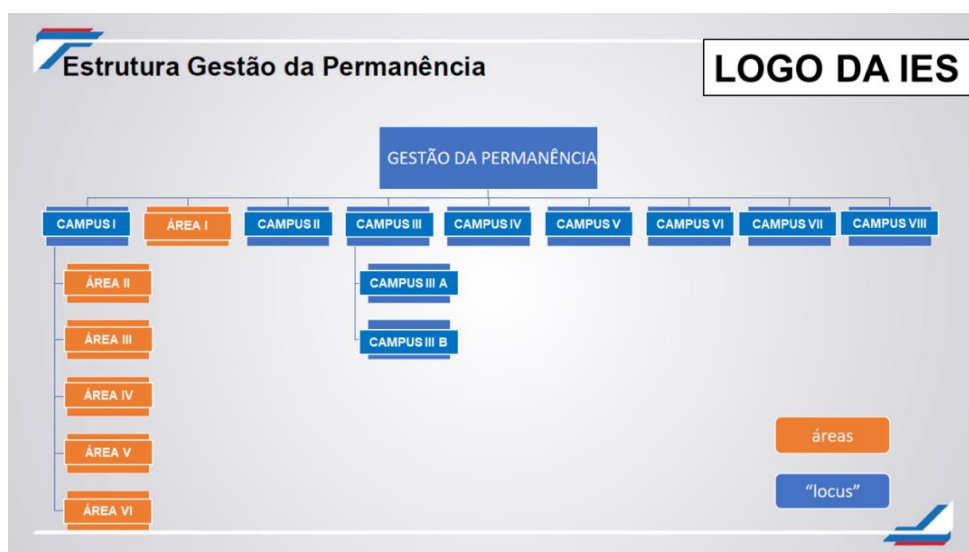 Estrutura Gestão da Permanência
LOGO DA IES
GESTÃO DA PERMANÊNCIA
CAMPUS I
ÁREA I
CAMPUS II
CAMPUS III
CAMPUS IV
CAMPUS V
CAMPUS VI
CAMPUS VII
CAMPUS VIII
ÁREA II
CAMPUS III A
ÁREA III
CAMPUS III B
ÁREA IV
ÁREA V
ÁREA VI
áreas
“locus”